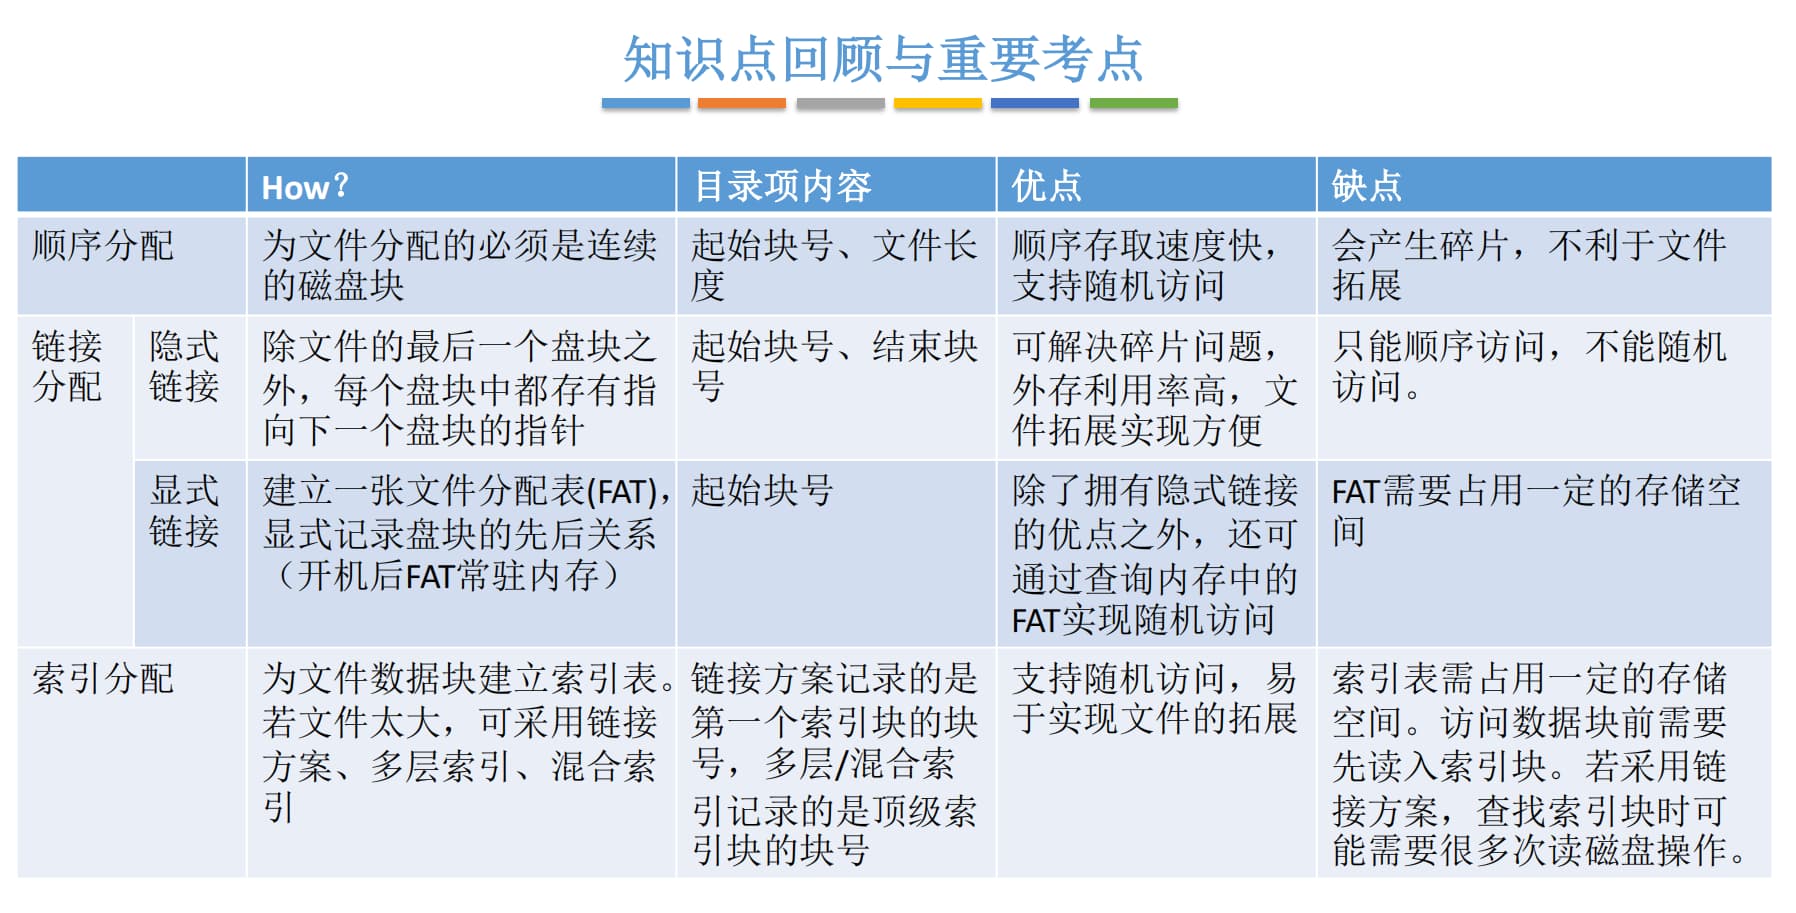 知识点回顾与重要考点
How?
目录项内容
优点
缺点
顺序分配
为文件分配的必须是连续
的磁盘块
起始块号、文件长
度
顺序存取速度快，
支持随机访问
会产生碎片，不利于文件
拓展
链接
分配
隐式
链接
除文件的最后一个盘块之
外，每个盘块中都存有指
向下一个盘块的指针
起始块号、结束块
号
可解决碎片问题，
外存利用率高，文
件拓展实现方便
只能顺序访问，不能随机
访问。
显式
链接
建立一张文件分配表(FAT)，
显式记录盘块的先后关系
（开机后FAT常驻内存）
起始块号
除了拥有隐式链接
的优点之外，还可
通过查询内存中的
FAT实现随机访问
FAT需要占用一定的存储空
间
索引分配
为文件数据块建立索引表。
若文件太大，可采用链接
方案、多层索引、混合索
引
链接方案记录的是
第一个索引块的块
号，多层/混合索
引记录的是顶级索
引块的块号
支持随机访问，易
于实现文件的拓展
索引表需占用一定的存储
空间。访问数据块前需要
先读入索引块。若采用链
接方案，查找索引块时可
能需要很多次读磁盘操作。